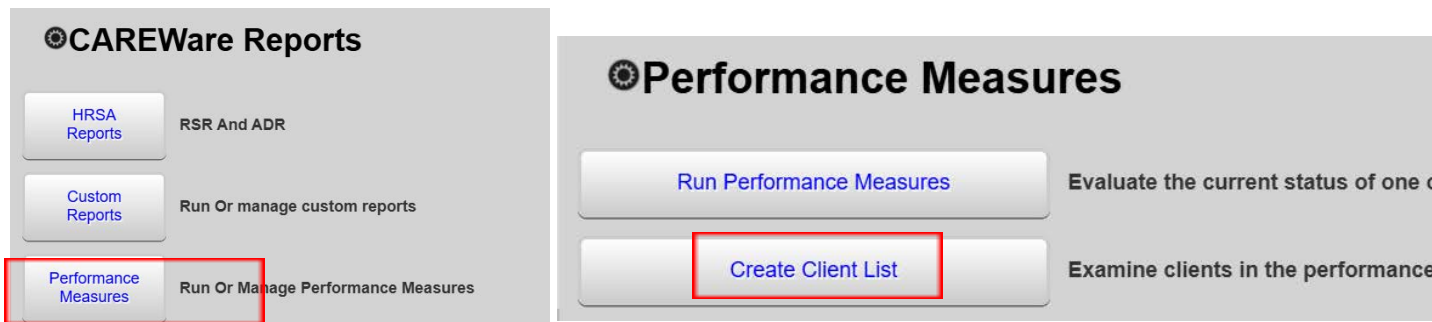 CAREWare Reports
HRSA
Reports
RSR And ADR
Custom
Reports
Run Or manage custom reports
Performance
Measures
Run Or Manage Performance Measures
Performance Measures
Run Performance Measures
Evaluate the current status of one
Create Client List
Examine clients in the performance